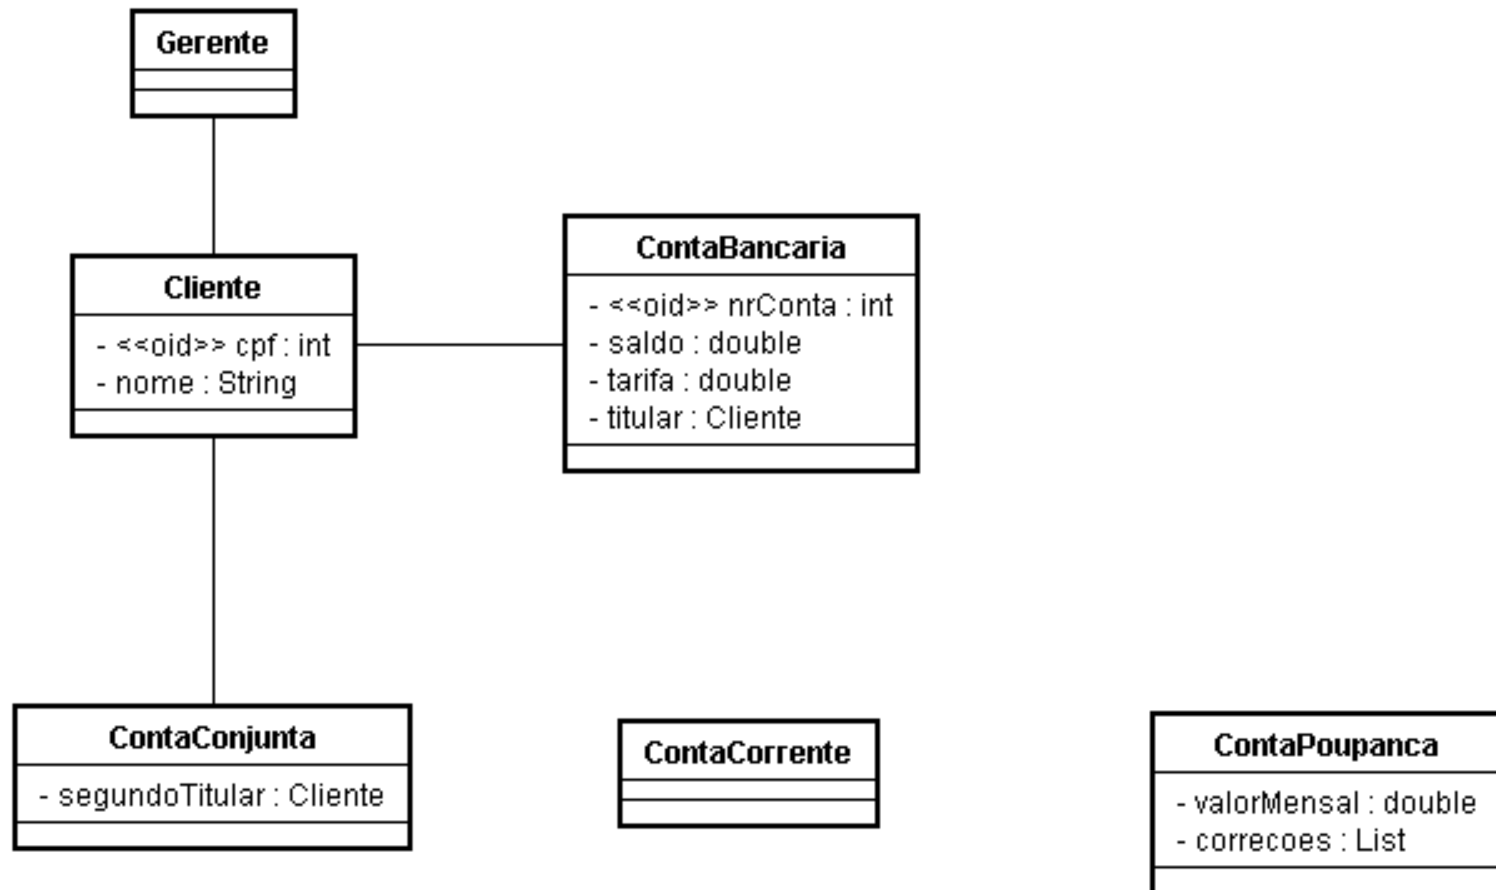 Gerente
Cliente
- <<oid>> cpf : int
- nome : String
ContaBancaria
- <<oid>> nrConta : int
- saldo : double
- tarifa : double
- titular : Cliente
ContaConjunta
- segundoTitular : Cliente
ContaCorrente
ContaPoupanca
- valorMensal : double
- correcoes : List